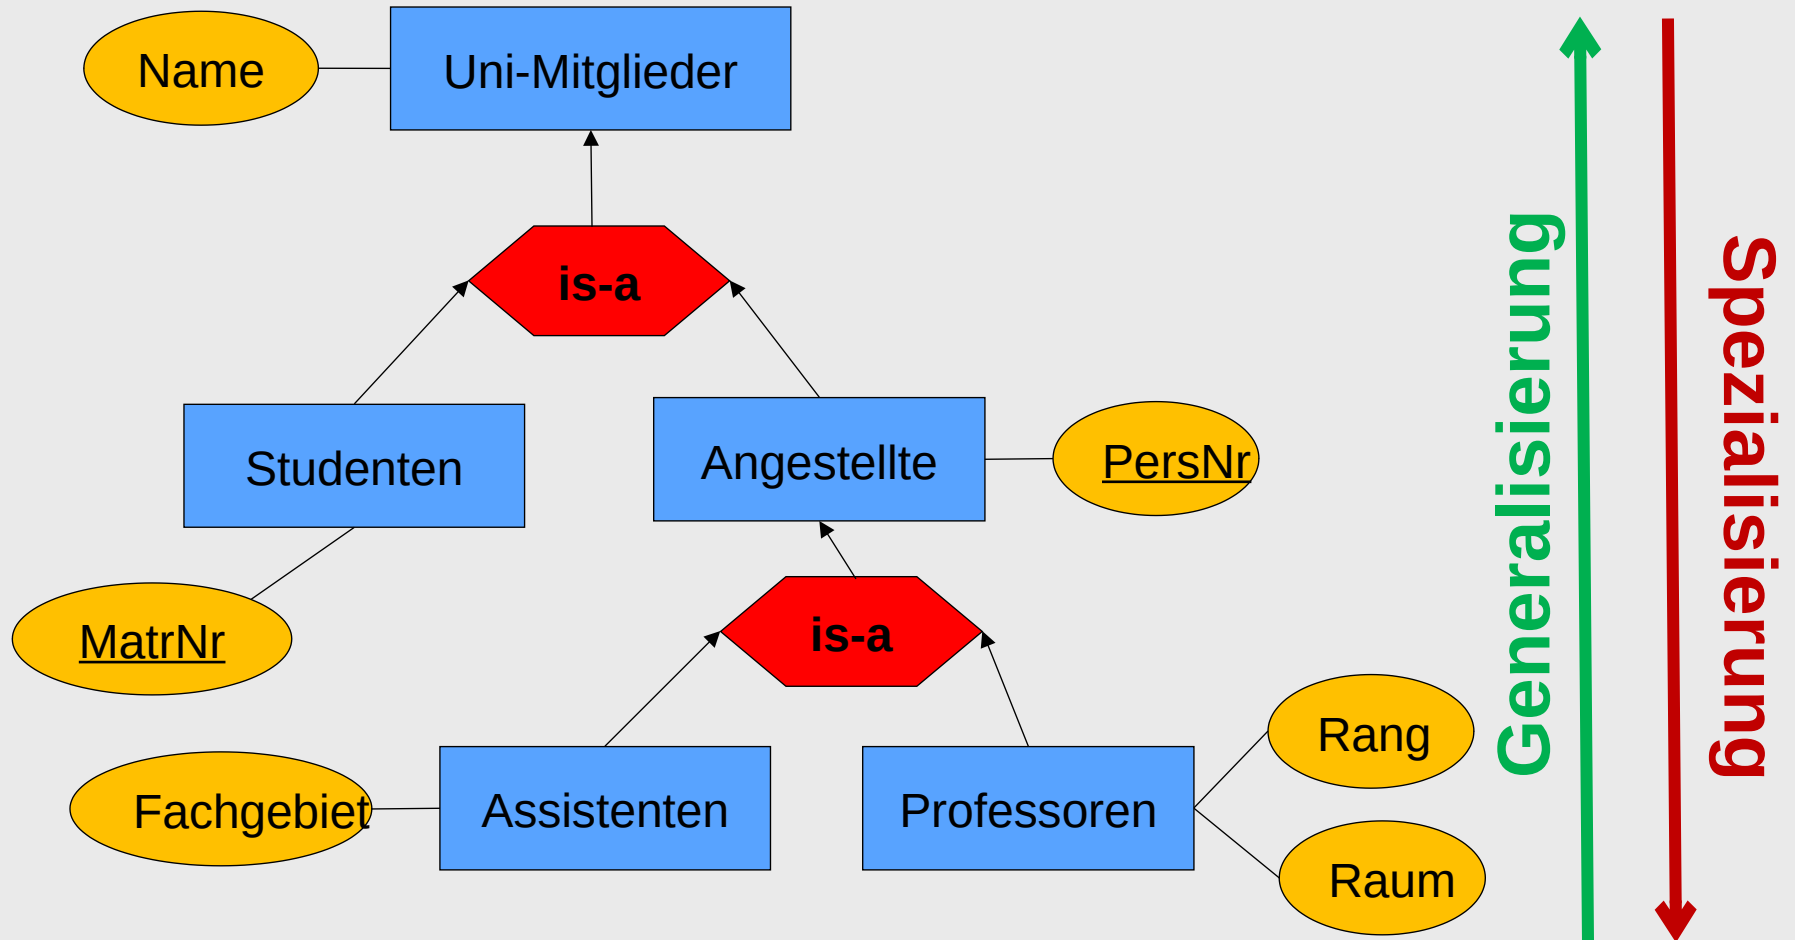 Name
Uni-Mitglieder
is-a
Studenten
Angestellte
PersNr
MatrNr
is-a
Fachgebiet
Assistenten
Professoren
Rang
Raum
Generalisierung
Spezialisierung